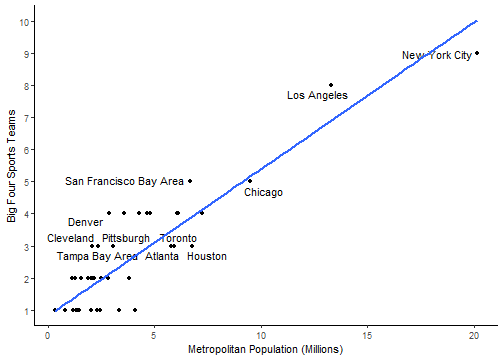 10
9
New York City
8
Los Angeles
7
6
San Francisco Bay Area
5
Chicago
4
Denver
Cleveland Pittsburgh Toronto
3
Tampa Bay Area Atlanta Houston
2
1
0 5 10 15 20
Big Four Sports Teams
Metropolitan Population (Millions)